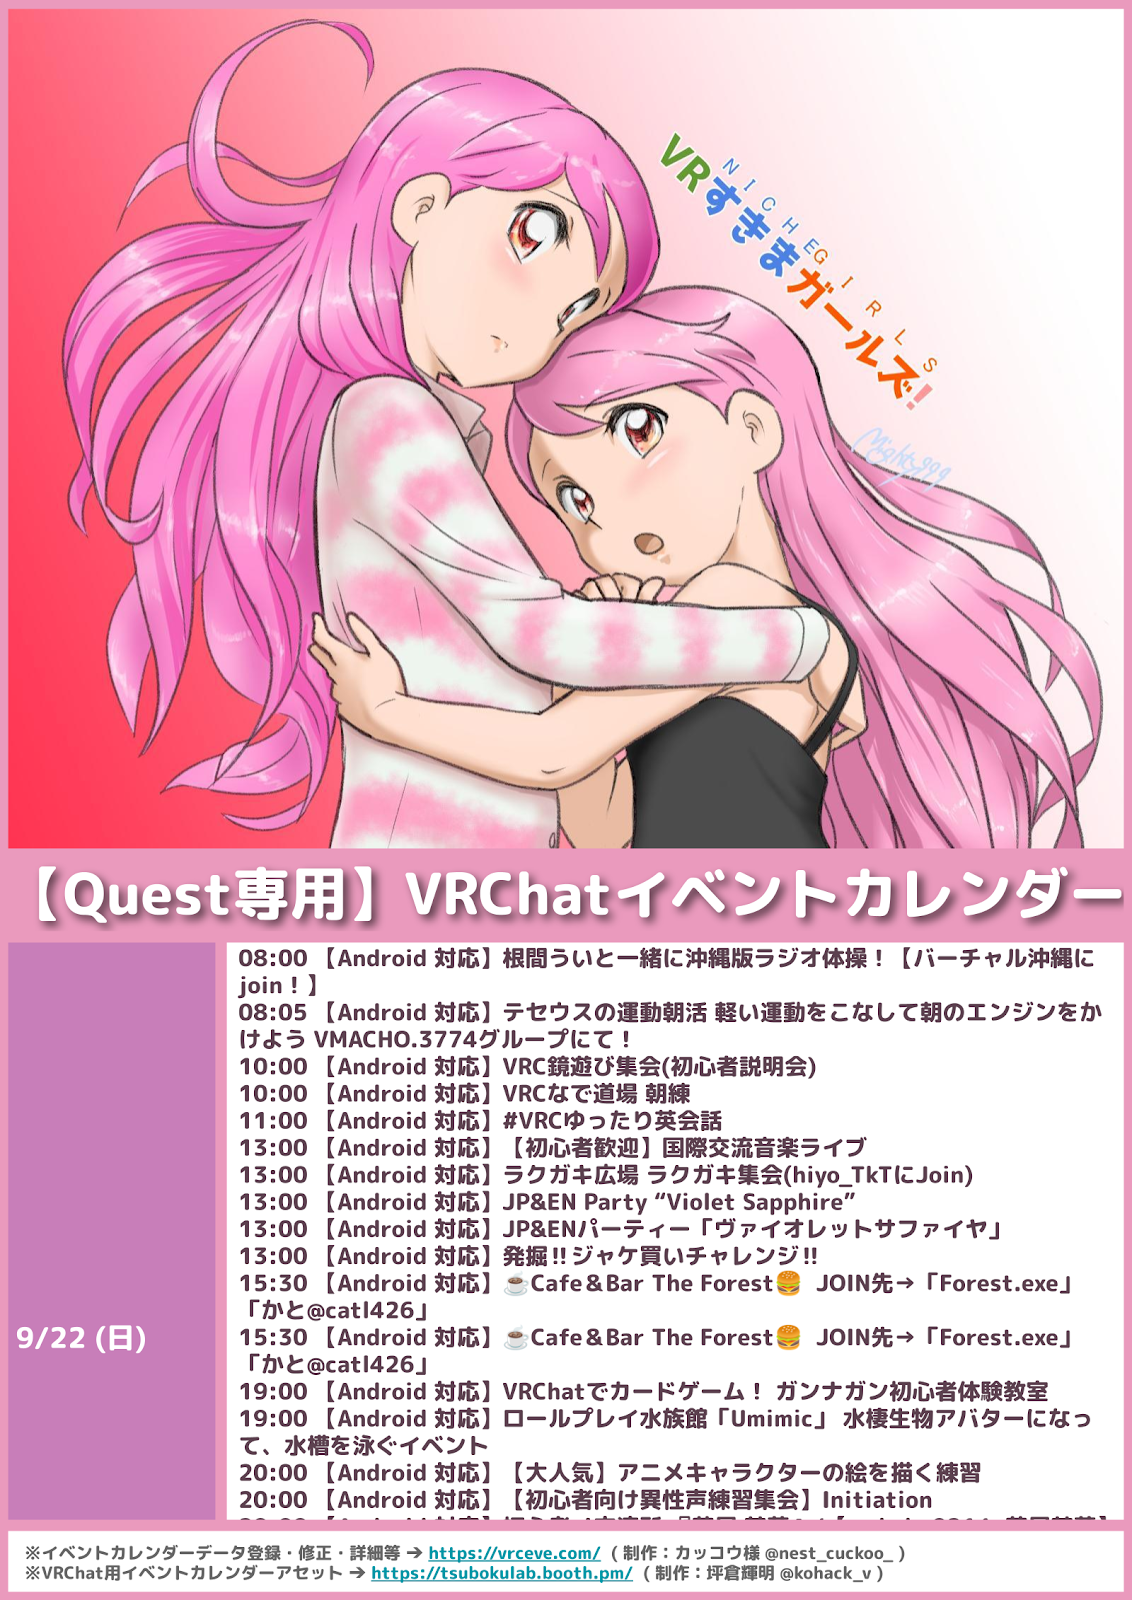 NICHE GIRLS
VRすきまガールズ!
Mighty999
【Quest専用】VRChatイベントカレンダー
9/22 (日)
08:00 【Android 対応】根間ういと一緒に沖縄版ラジオ体操！【バーチャル沖縄に
join！】
08:05 【Android 対応】テセウスの運動朝活 軽い運動をこなして朝のエンジンをか
けよう VMACHO.3774グループにて！
10:00 【Android 対応】VRC鏡遊び集会(初心者説明会)
10:00 【Android 対応】VRCなで道場 朝練
11:00 【Android 対応】#VRCゆったり英会話
13:00 【Android 対応】【初心者歓迎】国際交流音楽ライブ
13:00 【Android 対応】ラクガキ広場 ラクガキ集会(hiyo_TkTにJoin)
13:00 【Android 対応】JP&EN Party “Violet Sapphire”
13:00 【Android 対応】JP&ENパーティー「ヴァイオレットサファイヤ」
13:00 【Android 対応】発掘‼ジャケ買いチャレンジ‼
15:30 【Android 対応】☕Cafe＆Bar The Forest🍔 JOIN先→「Forest.exe」
「かと@catl426」
15:30 【Android 対応】☕Cafe＆Bar The Forest🍔 JOIN先→「Forest.exe」
「かと@catl426」
19:00 【Android 対応】VRChatでカードゲーム！ ガンナガン初心者体験教室
19:00 【Android 対応】ロールプレイ水族館「Umimic」 水棲生物アバターになっ
て、水槽を泳ぐイベント
20:00 【Android 対応】【大人気】アニメキャラクターの絵を描く練習
20:00 【Android 対応】【初心者向け異性声練習集会】Initiation
※イベントカレンダーデータ登録・修正・詳細等 → https://vrceve.com/ ( 制作：カッコウ様 @nest_cuckoo_ )
※VRChat用イベントカレンダーアセット → https://tsubokulab.booth.pm/ ( 制作：坪倉輝明 @kohack_v )